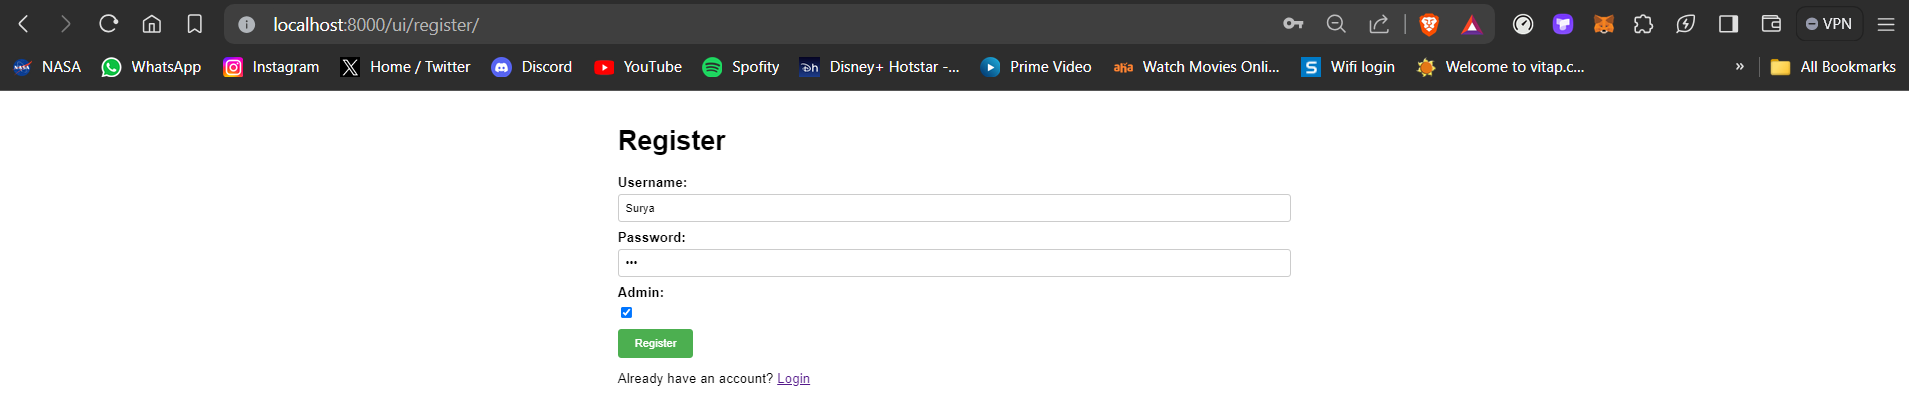 localhost:8000/ui/register/
VPN
NASA WhatsApp Instagram Home / Twitter Discord YouTube Spofity Disney+ Hotstar -... Prime Video Watch Movies Onli... Wifi login Welcome to vitap.c... » All Bookmarks
Register
Username:
Surya
Password:
•••
Admin:
Register
Already have an account? Login